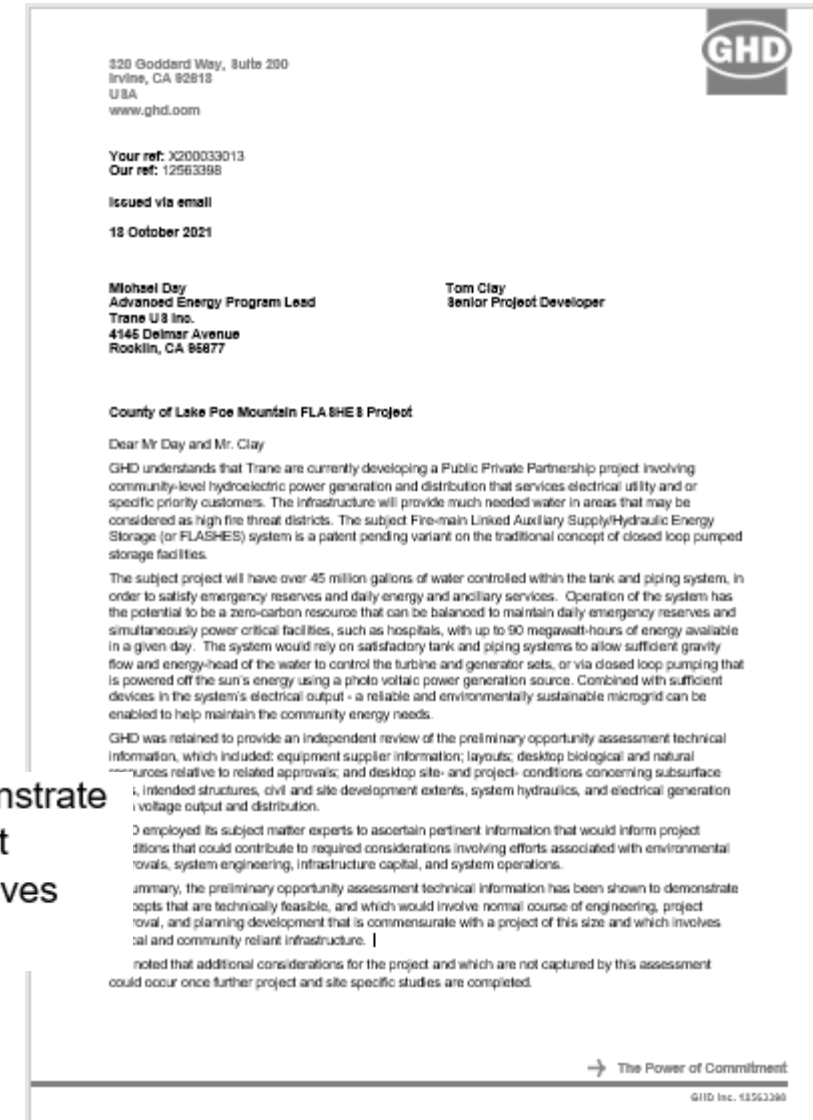 GHD
320 Goddard Way, Suite 200
Irvine, CA 92618
USA
www.ghd.com
Your ref: X200033013
Our ref: 12563398
Issued via email
18 October 2021
Michael Day
Advanced Energy Program Lead
Trane US Inc.
4145 Delmar Avenue
Rocklin, CA 95677
Tom Clay
Senior Project Developer
County of Lake Poe Mountain FLASHES Project
Dear Mr Day and Mr. Clay
GHD understands that Trane are currently developing a Public Private Partnership project involving
community-level hydroelectric power generation and distribution that services electrical utility and or
specific priority customers. The infrastructure will provide much needed water in areas that may be
considered as high fire threat districts. The subject Fire-main Linked Auxiliary Supply/Hydraulic Energy
Storage (or FLASHES) system is a patent pending variant on the traditional concept of closed loop pumped
storage facilities.
The subject project will have over 45 million gallons of water controlled within the tank and piping system, in
order to satisfy emergency reserves and daily energy and ancillary services. Operation of the system has
the potential to be a zero-carbon resource that can be balanced to maintain daily emergency reserves and
simultaneously power critical facilities, such as hospitals, with up to 90 megawatt-hours of energy available
in a given day. The system would rely on satisfactory tank and piping systems to allow sufficient gravity
flow and energy-head of the water to control the turbine and generator sets, or via closed loop pumping that
is powered off the sun's energy using a photo voltaic power generation source. Combined with sufficient
devices in the system's electrical output - a reliable and environmentally sustainable microgrid can be
enabled to help maintain the community energy needs.
GHD was retained to provide an independent review of the preliminary opportunity assessment technical
information, which included: equipment supplier information; layouts; desktop biological and natural
resources relative to related approvals; and desktop site- and project- conditions concerning subsurface
, intended structures, civil and site development extents, system hydraulics, and electrical generation
voltage output and distribution.
employed its subject matter experts to ascertain pertinent information that would inform project
ditions that could contribute to required considerations involving efforts associated with environmental
rovals, system engineering, infrastructure capital, and system operations.
ummary, the preliminary opportunity assessment technical information has been shown to demonstrate
epts that are technically feasible, and which would involve normal course of engineering, project
roval, and planning development that is commensurate with a project of this size and which involves
cal and community reliant infrastructure.
noted that additional considerations for the project and which are not captured by this assessment
could occur once further project and site specific studies are completed.
nstrate
t
ves
→ The Power of Commitment
GHD Inc. 12563398